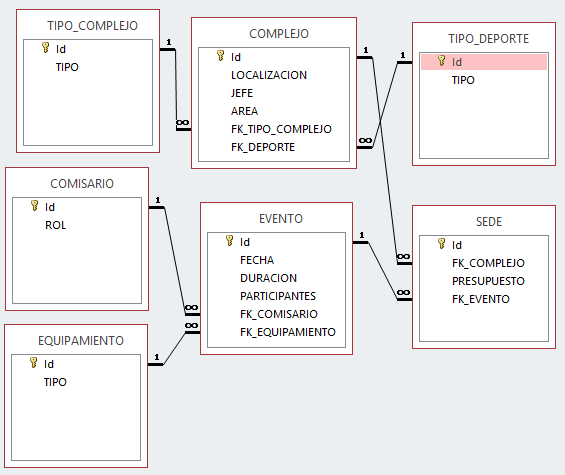 TIPO_COMPLEJO
Id
TIPO
COMPLEJO
Id
LOCALIZACION
JEFE
AREA
FK_TIPO_COMPLEJO
FK_DEPORTE
TIPO_DEPORTE
Id
TIPO
1
∞
1
∞
1
COMISARIO
Id
ROL
EVENTO
Id
FECHA
DURACION
PARTICIPANTES
FK_COMISARIO
FK_EQUIPAMIENTO
SEDE
Id
FK_COMPLEJO
PRESUPUESTO
FK_EVENTO
1
∞
∞
1
∞
∞
EQUIPAMIENTO
Id
TIPO
1